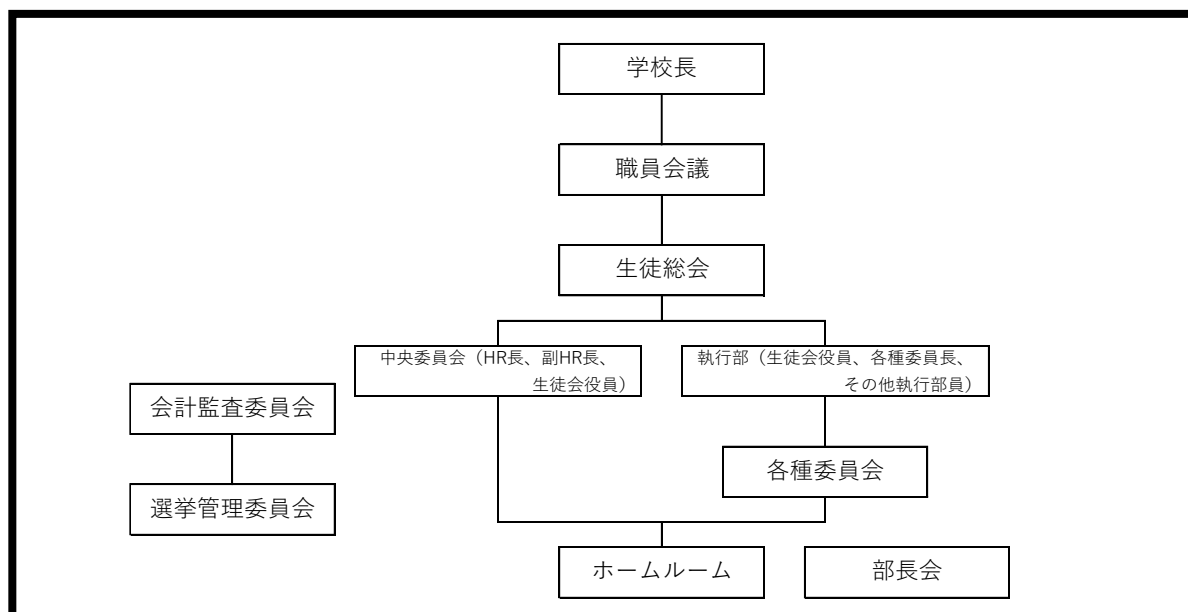 学校長
職員会議
生徒総会
中央委員会（HR長、副HR長、
生徒会役員）
執行部（生徒会役員、各種委員長、
その他執行部員）
会計監査委員会
各種委員会
選挙管理委員会
ホームルーム
部長会